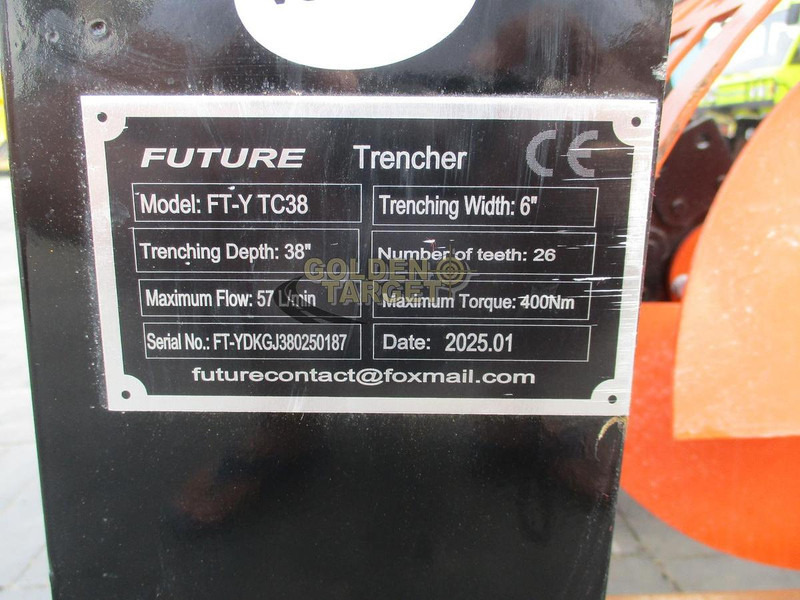 FUTURE Trencher CE
Model: FT-Y TC38 Trenching Width: 6"
Trenching Depth: 38" Number of teeth: 26
GOLDEN
TARGET
Maximum Flow: 57 L/min Maximum Torque: 400Nm
Serial No.: FT-YDKGJ380250187 Date: 2025.01
futurecontact@foxmail.com